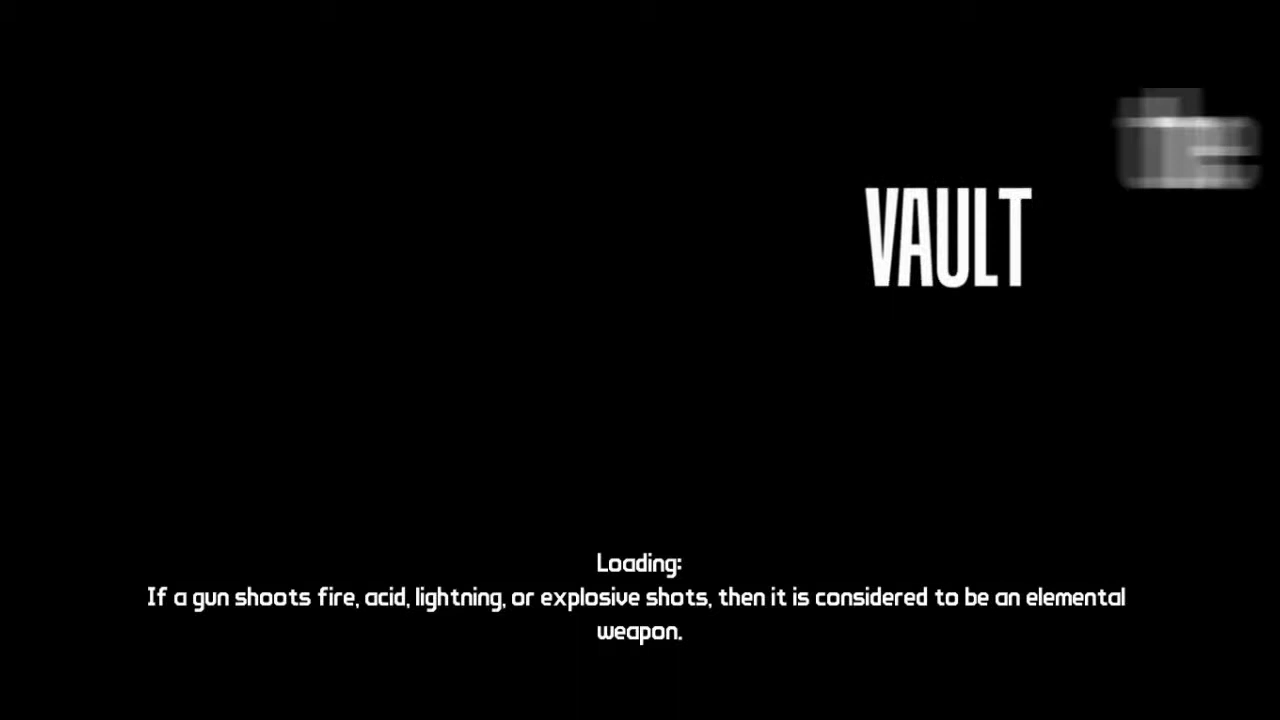 VAULT
Loading:
If a gun shoots fire, acid, lightning, or explosive shots, then it is considered to be an elemental
weapon.